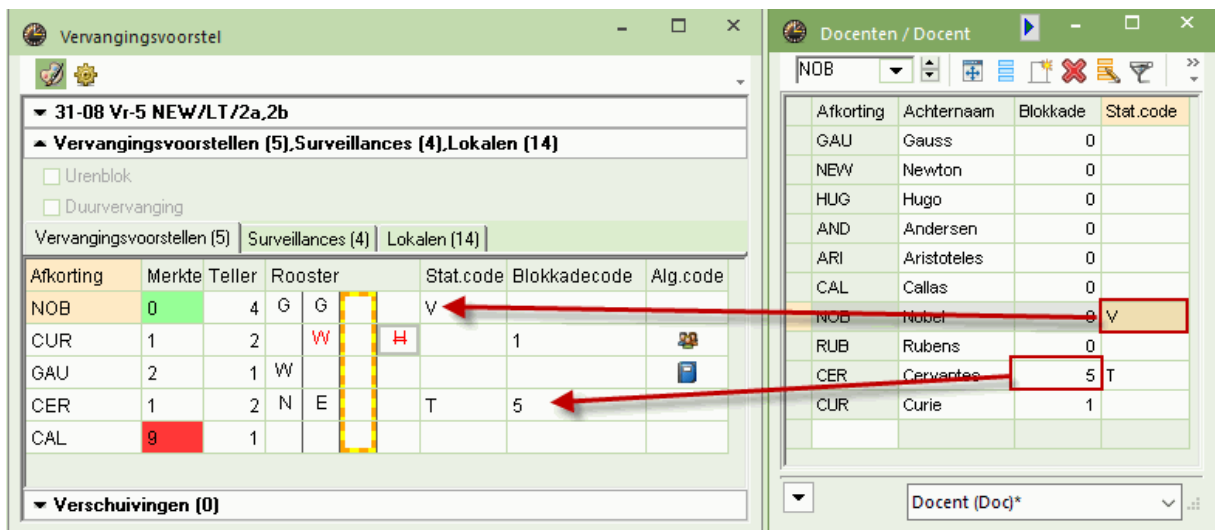 Vervangingsvoorstel
31-08 Vr-5 NEW/LT/2a,2b
Vervangingsvoorstellen (5),Surveillances (4),Lokalen (14)
Urenblok
Duurvervanging
Vervangingsvoorstellen (5) Surveillances (4) Lokalen (14)
Afkorting Merkte Teller Rooster Stat.code Blokkadecode Alg.code
NOB 0 4 G G V
CUR 1 2 W H 1
GAU 2 1 W
CER 1 2 N E T 5
CAL 9 1
Verschuivingen (0)
Docenten / Docent
NOB
Afkorting Achternaam Blokkade Stat.code
GAU Gauss 0
NEW Newton 0
HUG Hugo 0
AND Andersen 0
ARI Aristoteles 0
CAL Callas 0
NOB Nobel 0 V
RUB Rubens 0
CER Cervantes 5 T
CUR Curie 1
Docent (Doc)*